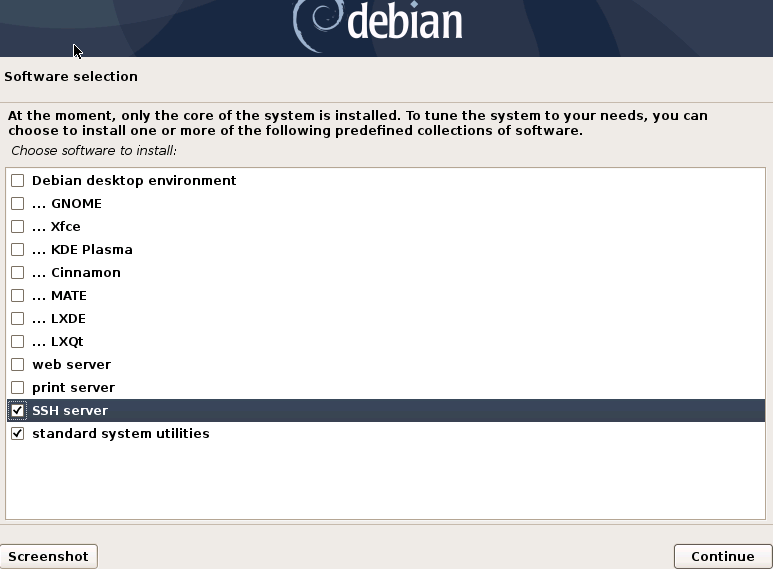 debian
Software selection
At the moment, only the core of the system is installed. To tune the system to your needs, you can
choose to install one or more of the following predefined collections of software.
Choose software to install:
Debian desktop environment
... GNOME
... Xfce
... KDE Plasma
... Cinnamon
... MATE
... LXDE
... LXQt
web server
print server
SSH server
standard system utilities
Screenshot
Continue